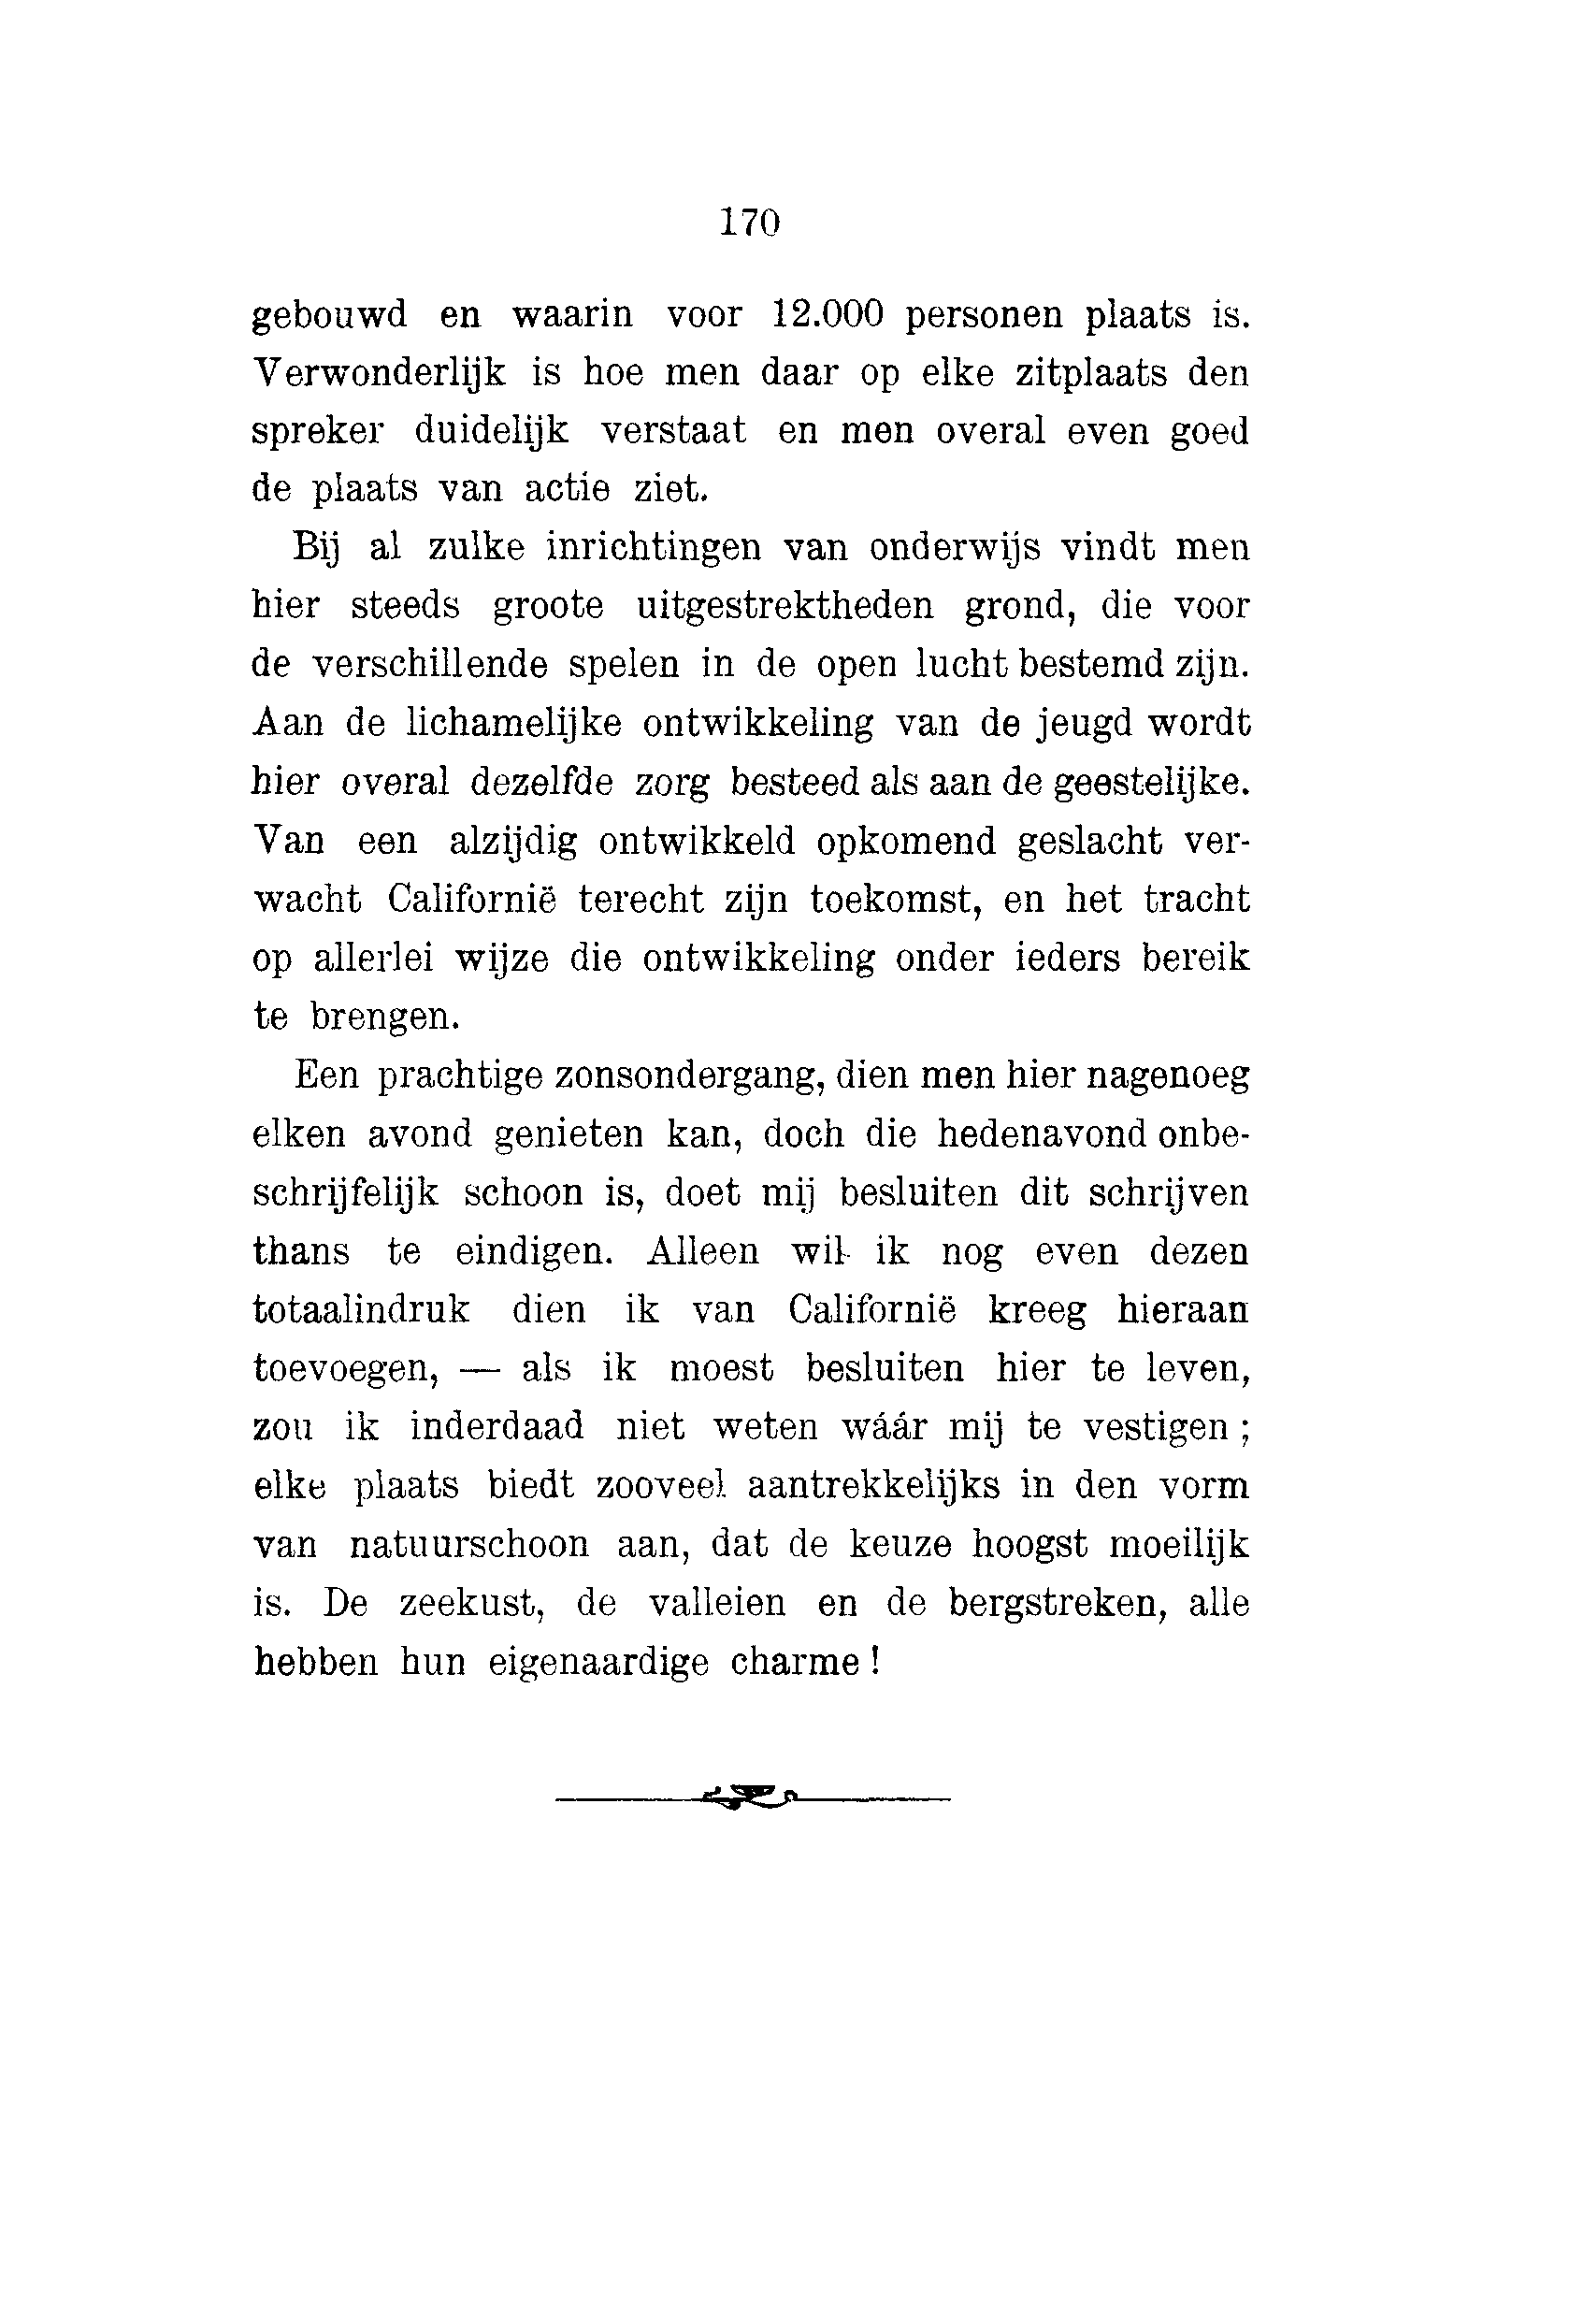 170
gebouwd en waarin voor 12.000 personen plaats is.
Verwonderlijk is hoe men daar op elke zitplaats den
spreker duidelijk verstaat en men overal even goed
de plaats van actie ziet.
Bij al zulke inrichtingen van onderwijs vindt men
hier steeds groote uitgestrektheden grond, die voor
de verschillende spelen in de open lucht bestemd zijn.
Aan de lichamelijke ontwikkeling van de jeugd wordt
hier overal dezelfde zorg besteed als aan de geestelijke.
Van een alzijdig ontwikkeld opkomend geslacht ver-
wacht Californië terecht zijn toekomst, en het tracht
op allerlei wijze die ontwikkeling onder ieders bereik
te brengen.
Een prachtige zonsondergang, dien men hier nagenoeg
elken avond genieten kan, doch die hedenavond onbe-
schrijfelijk schoon is, doet mij besluiten dit schrijven
thans te eindigen. Alleen wil ik nog even dezen
totaalindruk dien ik van Californië kreeg hieraan
toevoegen, — als ik moest besluiten hier te leven,
zou ik inderdaad niet weten wáár mij te vestigen ;
elke plaats biedt zooveel aantrekkelijks in den vorm
van natuurschoon aan, dat de keuze hoogst moeilijk
is. De zeekust, de valleien en de bergstreken, alle
hebben hun eigenaardige charme !